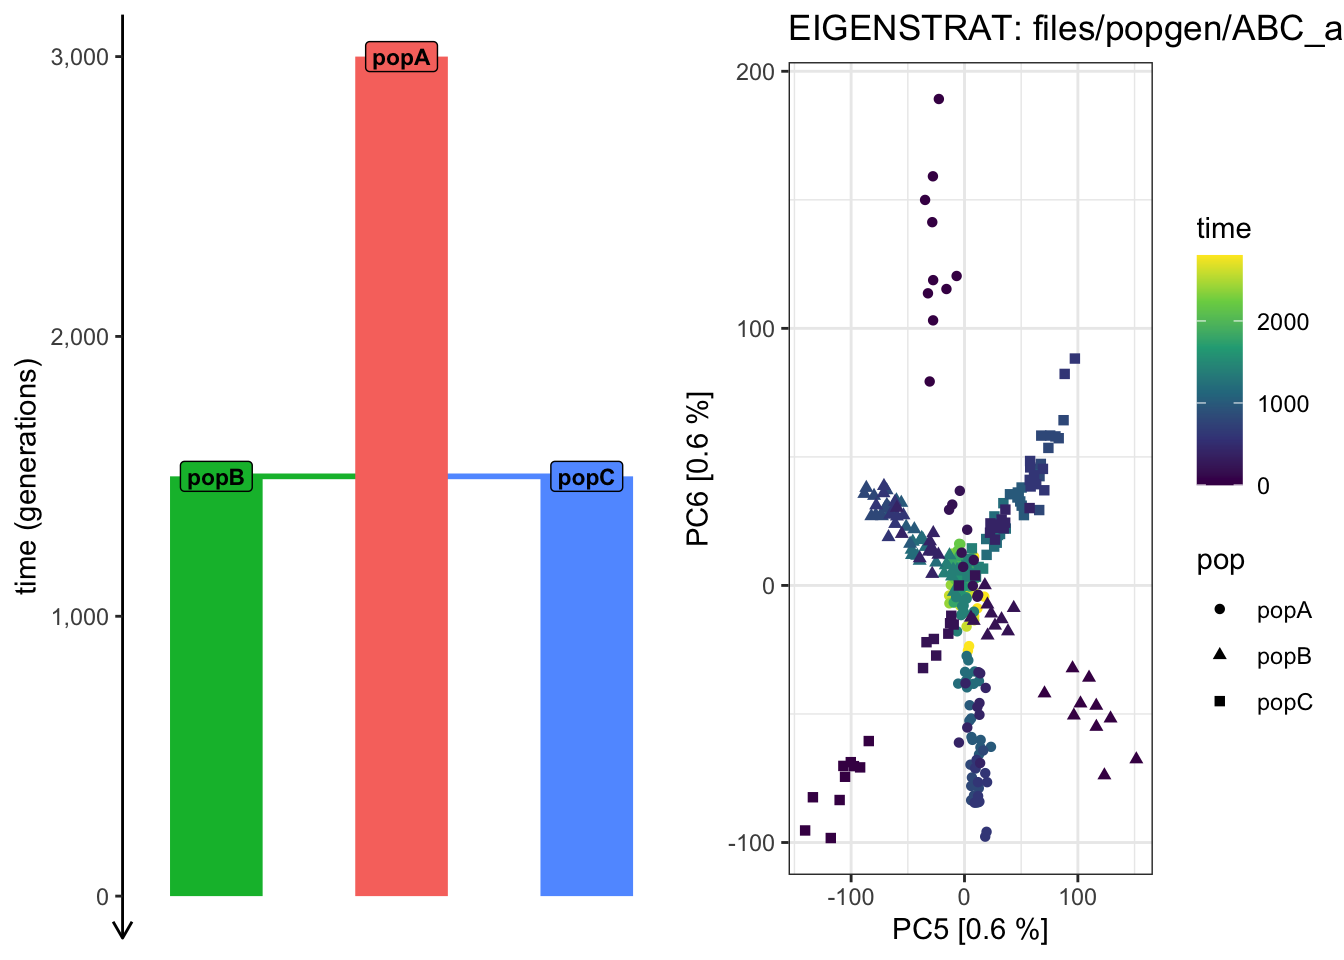 time (generations)
3,000
2,000
1,000
0
popA
popB
popC
EIGENSTRAT: files/popgen/ABC_a
PC6 [0.6 %]
200
100
0
-100
-100
0
100
PC5 [0.6 %]
time
2000
1000
0
pop
popA
popB
popC